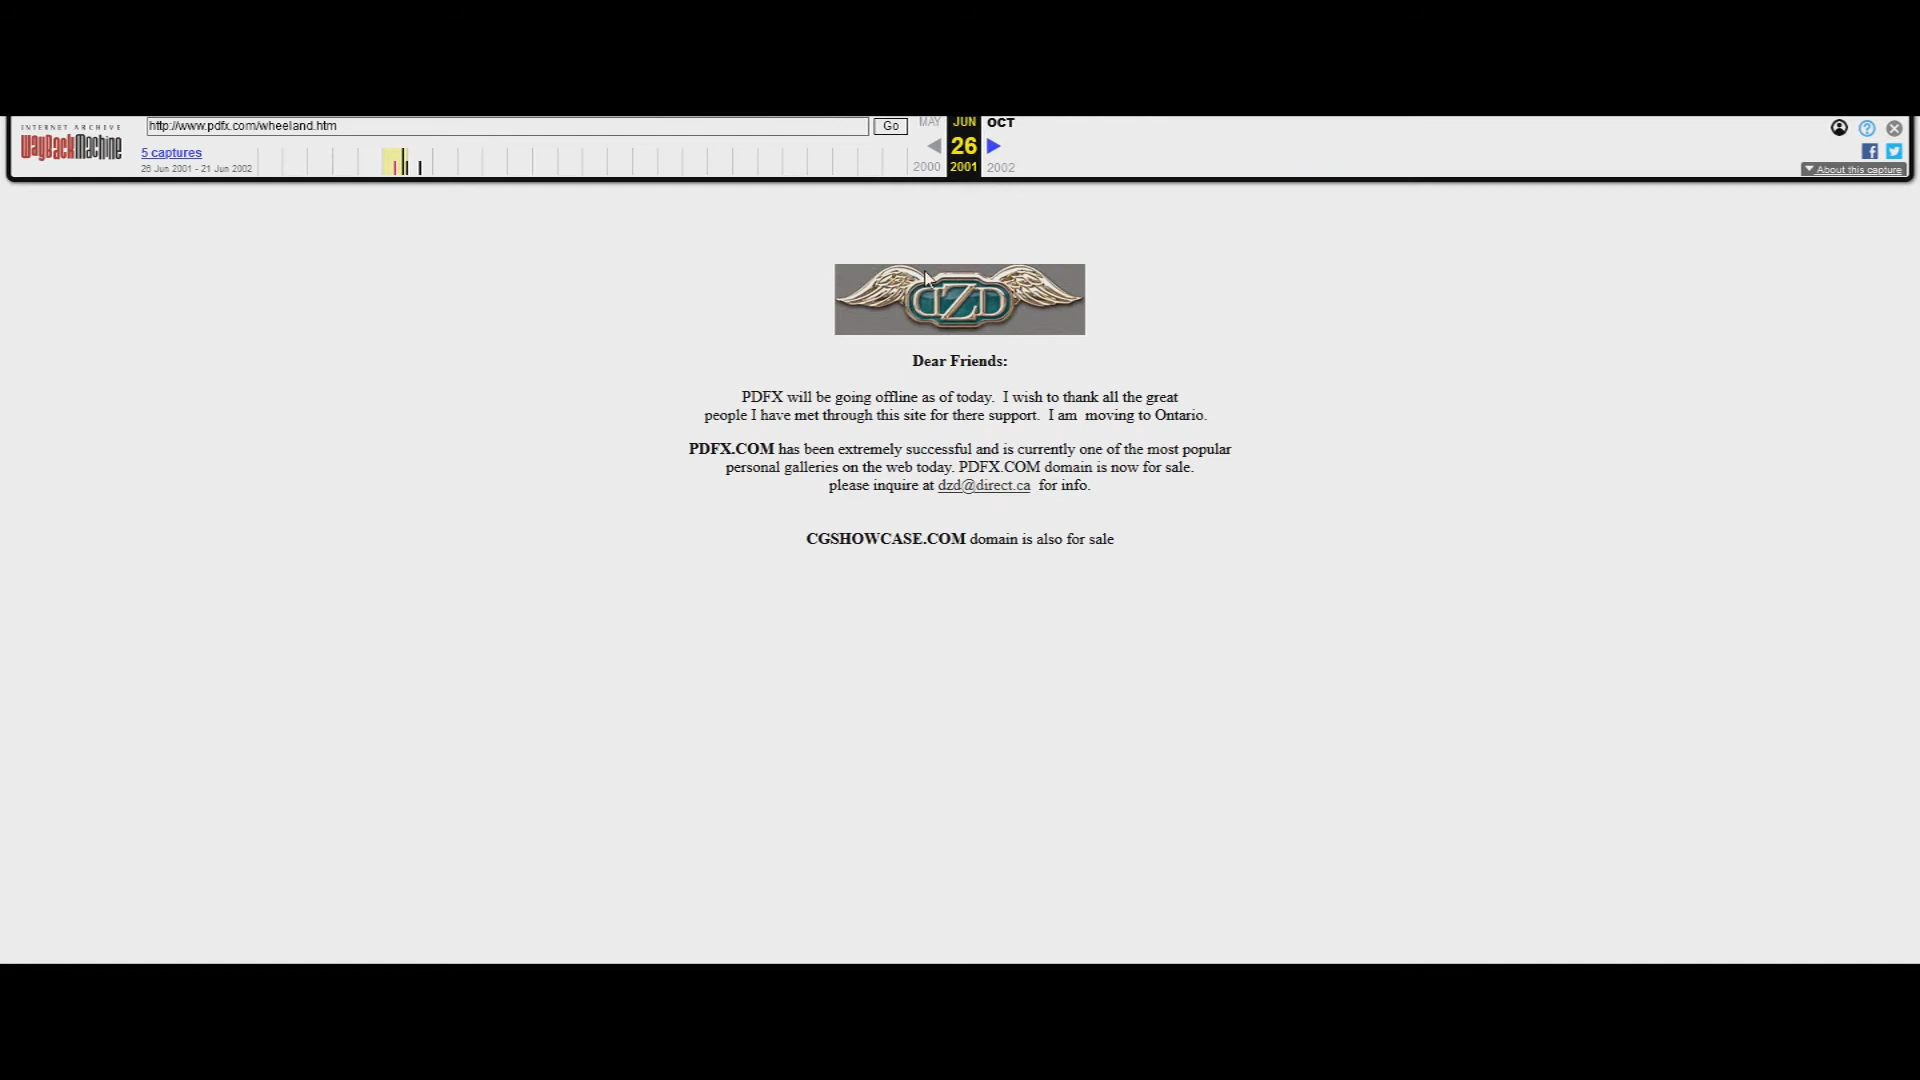 INTERNET ARCHIVE
WayBackMachine
http://www.pdfx.com/wheeland.htm
Go
5 captures
26 Jun 2001 - 21 Jun 2002
MAY JUN OCT
26
2000 2001 2002
About this capture
DZD
Dear Friends:
PDFX will be going offline as of today. I wish to thank all the great
people I have met through this site for there support. I am moving to Ontario.
PDFX.COM has been extremely successful and is currently one of the most popular
personal galleries on the web today. PDFX.COM domain is now for sale.
please inquire at dzd@direct.ca for info.
CGSHOWCASE.COM domain is also for sale